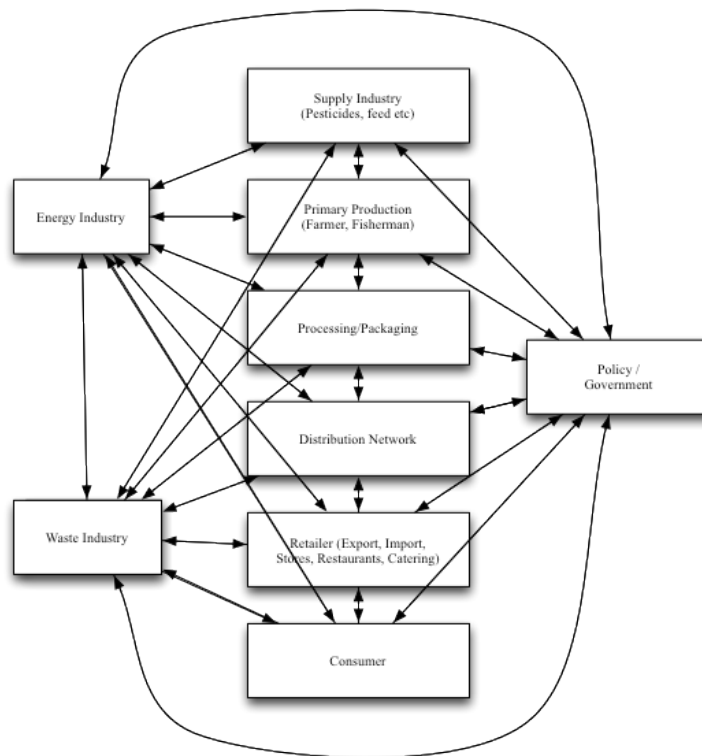 Supply Industry
(Pesticides, feed etc)
Energy Industry
Primary Production
(Farmer, Fisherman)
Processing/Packaging
Policy /
Government
Distribution Network
Waste Industry
Retailer (Export, Import,
Stores, Restaurants, Catering)
Consumer